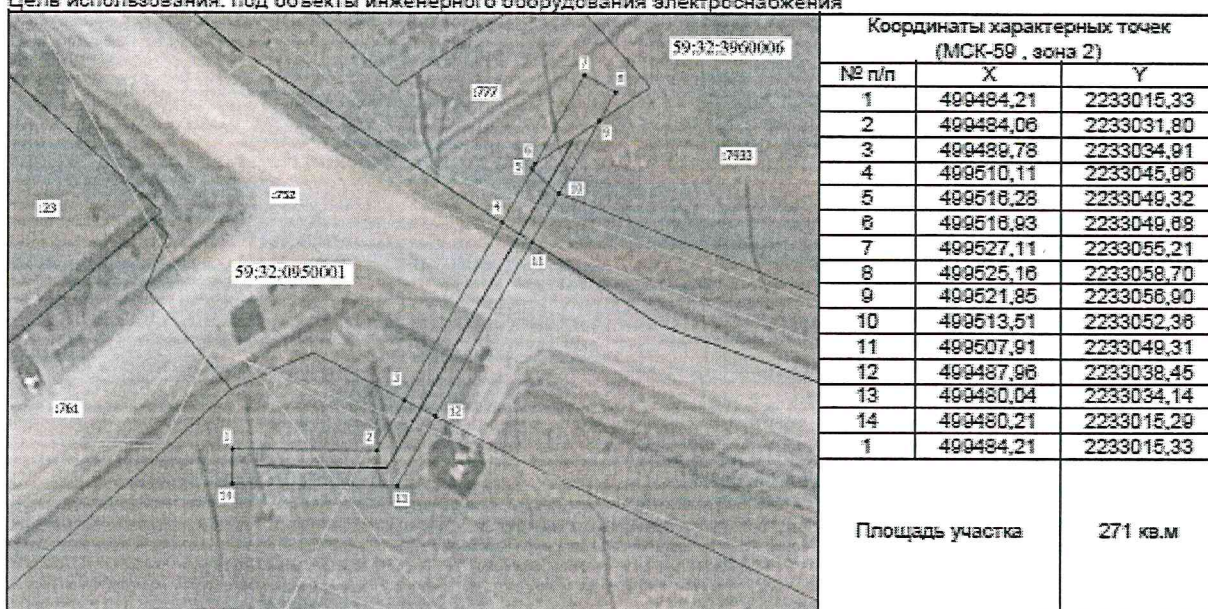 Цель использования: под объекты инженерного оборудования электроснабжения
59:32:3960006
7
8
:777
9
6
:7933
5
10
:752
:23
4
11
59:32:0950001
3
12
:761
1
2
14
13
Координаты характерных точек
(МСК-59 , зона 2)
№ п/п X Y
1 499484,21 2233015,33
2 499484,06 2233031,80
3 499489,78 2233034,91
4 499510,11 2233045,96
5 499516,28 2233049,32
6 499516,93 2233049,68
7 499527,11 2233055,21
8 499525,16 2233058,70
9 499521,85 2233056,90
10 499513,51 2233052,36
11 499507,91 2233049,31
12 499487,96 2233038,45
13 499480,04 2233034,14
14 499480,21 2233015,29
1 499484,21 2233015,33
Площадь участка 271 кв.м